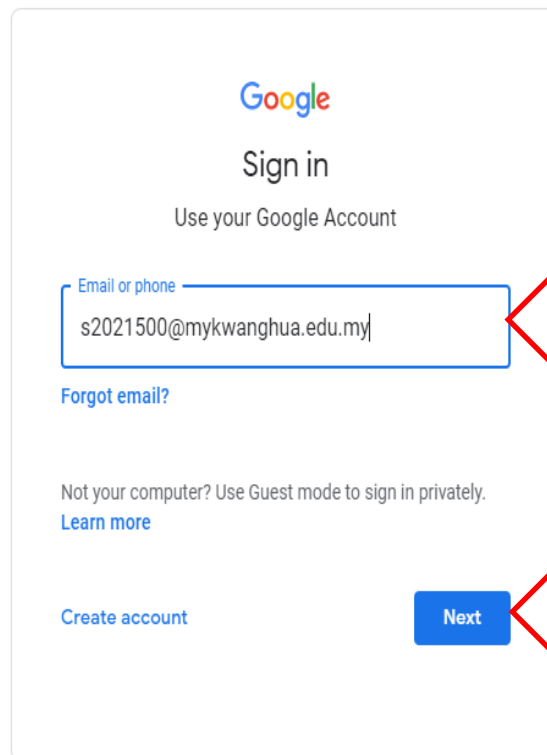 Google
Sign in
Use your Google Account
Email or phone
s2021500@mykwanghua.edu.my
Forgot email?
Not your computer? Use Guest mode to sign in privately.
Learn more
Create account
Next